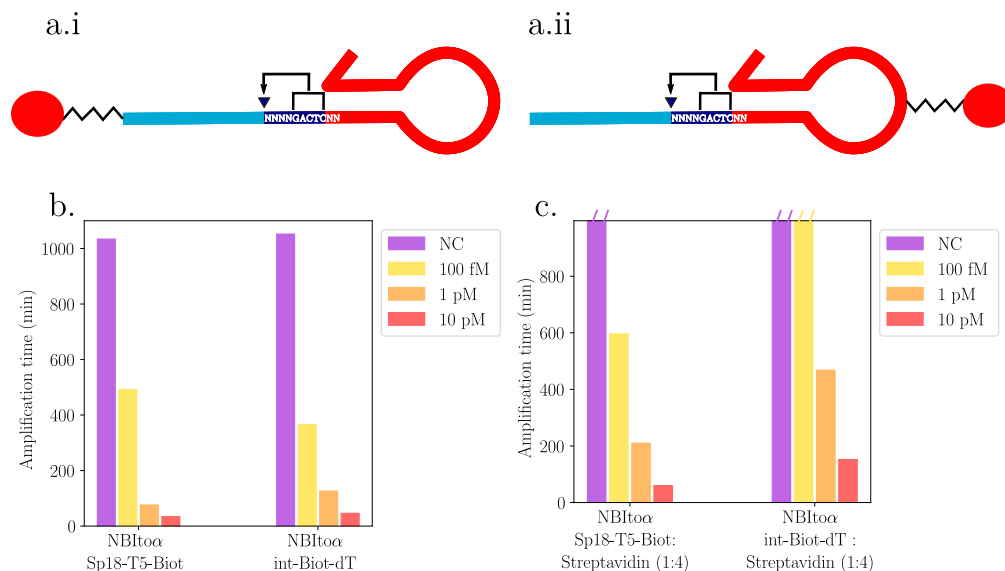 a.i
a.ii
NNNNGACTCNN
NNNNGACTCNN
b.
Amplification time (min)
1000
800
600
400
200
0
NBItoα
Sp18-T5-Biot
NBItoα
int-Biot-dT
NC
100 fM
1 pM
10 pM
c.
Amplification time (min)
800
600
400
200
0
NBItoα
Sp18-T5-Biot:
Streptavidin (1:4)
NBItoα
int-Biot-dT :
Streptavidin (1:4)
NC
100 fM
1 pM
10 pM